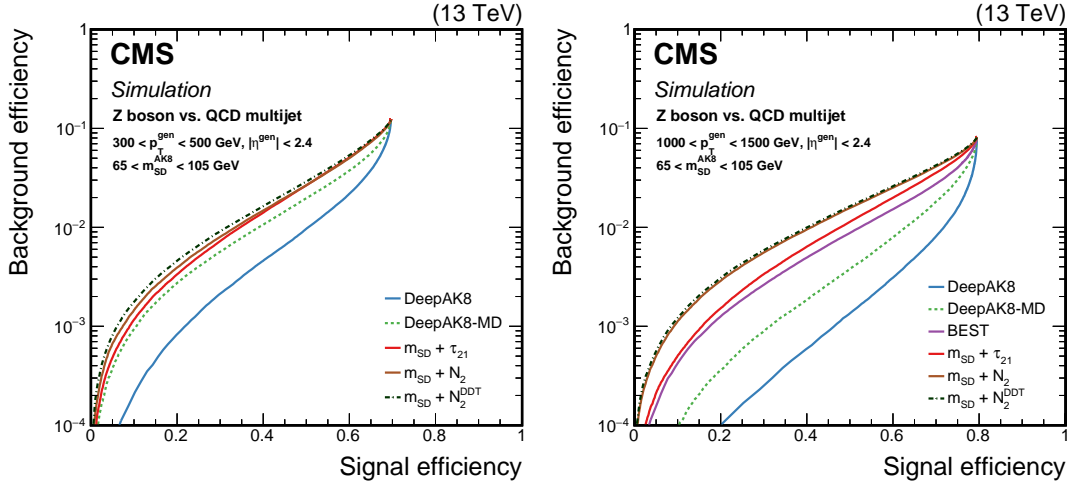 (13 TeV)
CMS
Simulation
Z boson vs. QCD multijet
300 < p_T^gen < 500 GeV, |η^gen| < 2.4
65 < m_SD^AK8 < 105 GeV
Background efficiency
1
10⁻¹
10⁻²
10⁻³
10⁻⁴
DeepAK8
DeepAK8-MD
m_SD + τ_21
m_SD + N_2
m_SD + N_2^DDT
0 0.2 0.4 0.6 0.8 1
Signal efficiency
(13 TeV)
CMS
Simulation
Z boson vs. QCD multijet
1000 < p_T^gen < 1500 GeV, |η^gen| < 2.4
65 < m_SD^AK8 < 105 GeV
Background efficiency
1
10⁻¹
10⁻²
10⁻³
10⁻⁴
DeepAK8
DeepAK8-MD
BEST
m_SD + τ_21
m_SD + N_2
m_SD + N_2^DDT
0 0.2 0.4 0.6 0.8 1
Signal efficiency